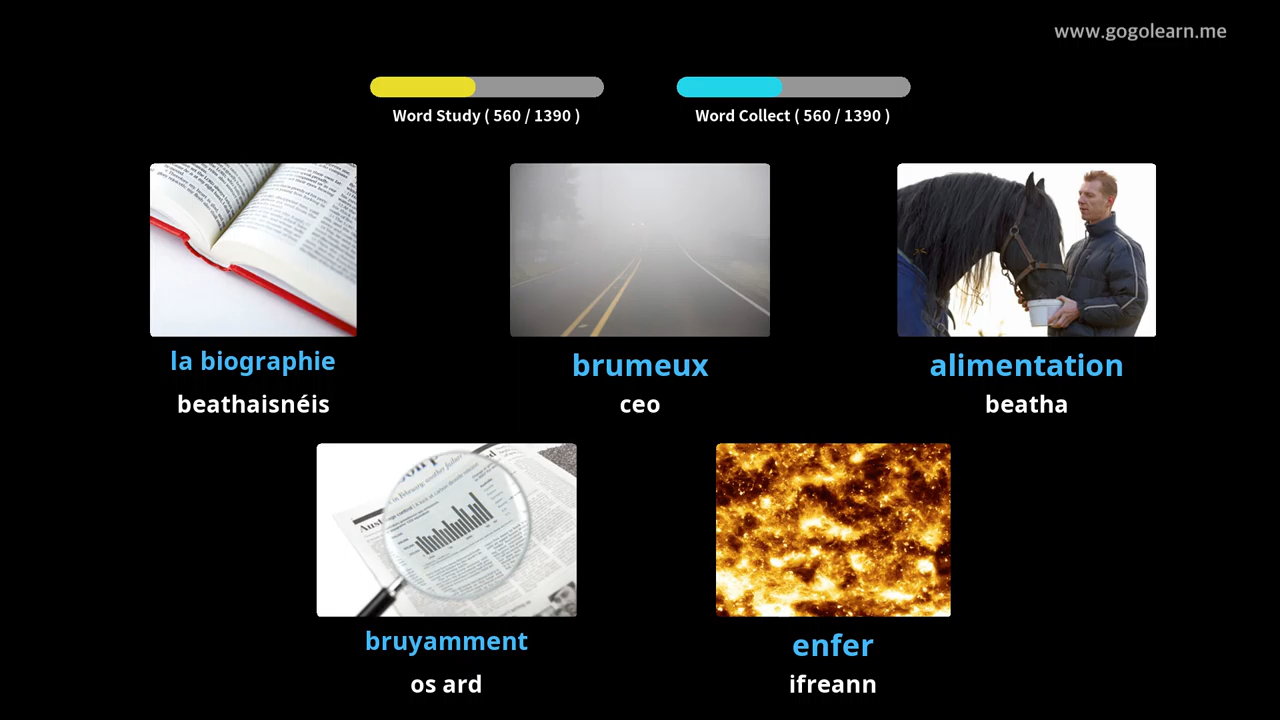 www.gogolearn.me
Word Study ( 560 / 1390 )
Word Collect ( 560 / 1390 )
la biographie
beathaisnéis
brumeux
ceo
alimentation
beatha
bruyamment
os ard
enfer
ifreann